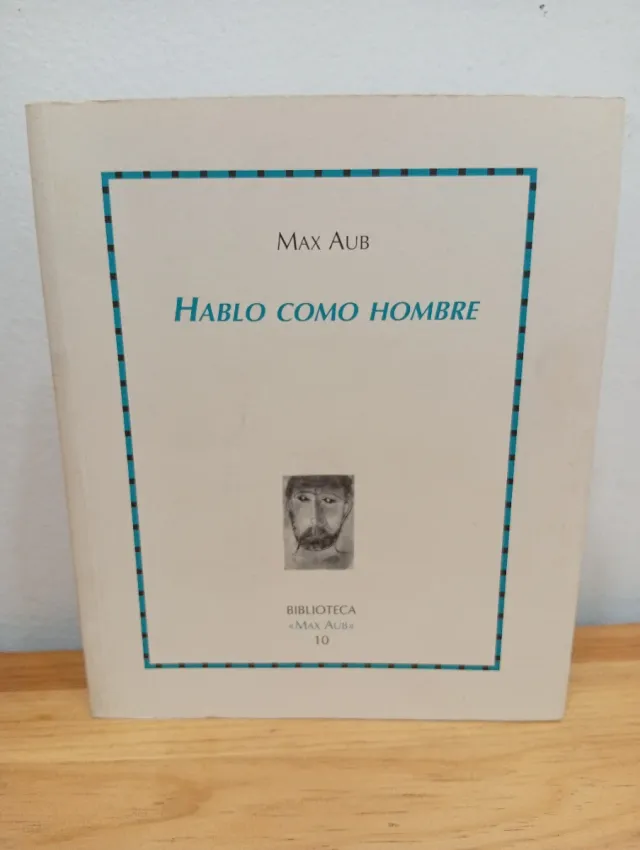 Max Aub
Hablo como hombre
BIBLIOTECA
«Max Aub»
10